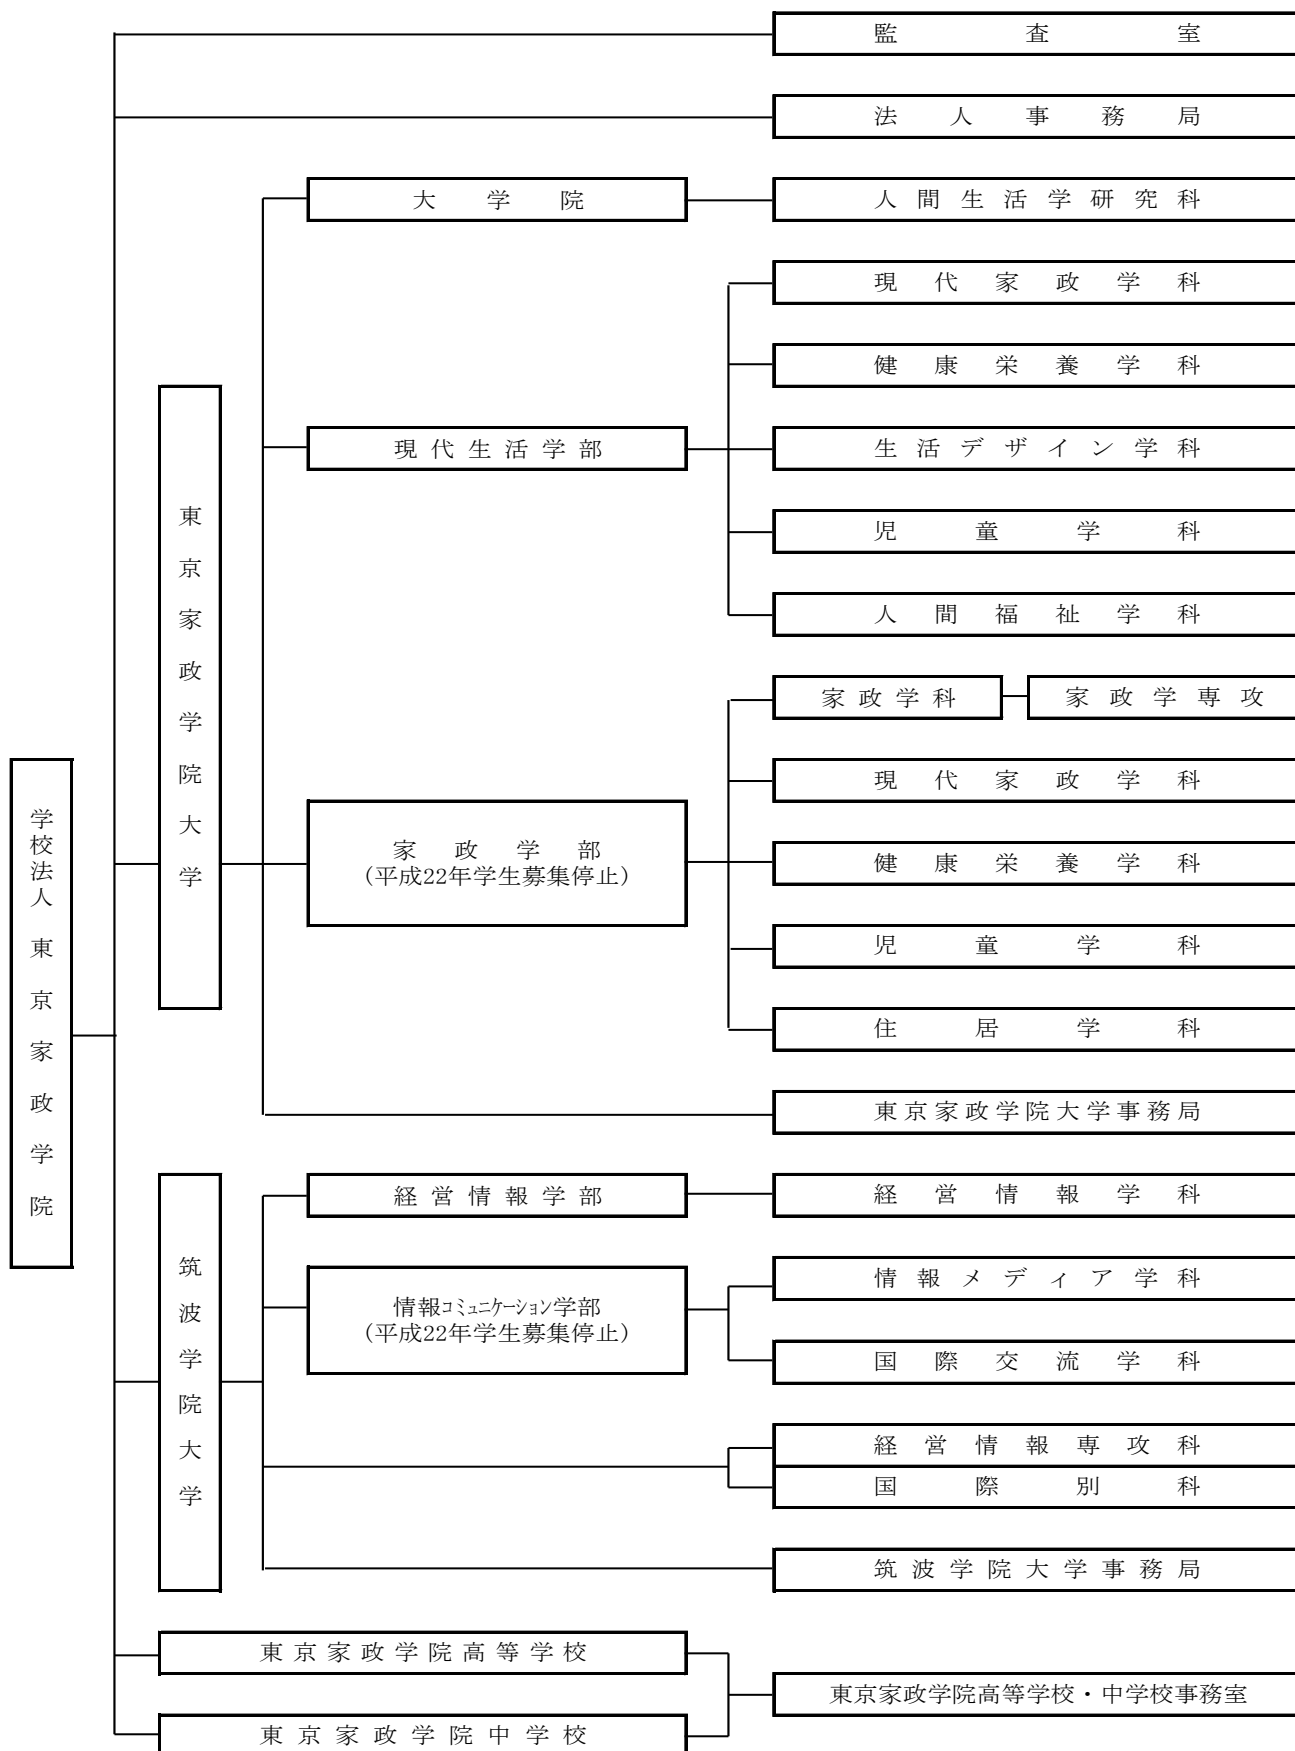 監査室
法人事務局
大学院
人間生活学研究科
現代家政学科
健康栄養学科
現代生活学部
生活デザイン学科
児童学科
人間福祉学科
東京家政学院大学
家政学科
家政学専攻
現代家政学科
学校法人東京家政学院
家政学部
(平成22年学生募集停止)
健康栄養学科
児童学科
住居学科
東京家政学院大学事務局
筑波学院大学
経営情報学部
経営情報学科
情報コミュニケーション学部
(平成22年学生募集停止)
情報メディア学科
国際交流学科
経営情報専攻科
国際別科
筑波学院大学事務局
東京家政学院高等学校
東京家政学院高等学校・中学校事務室
東京家政学院中学校